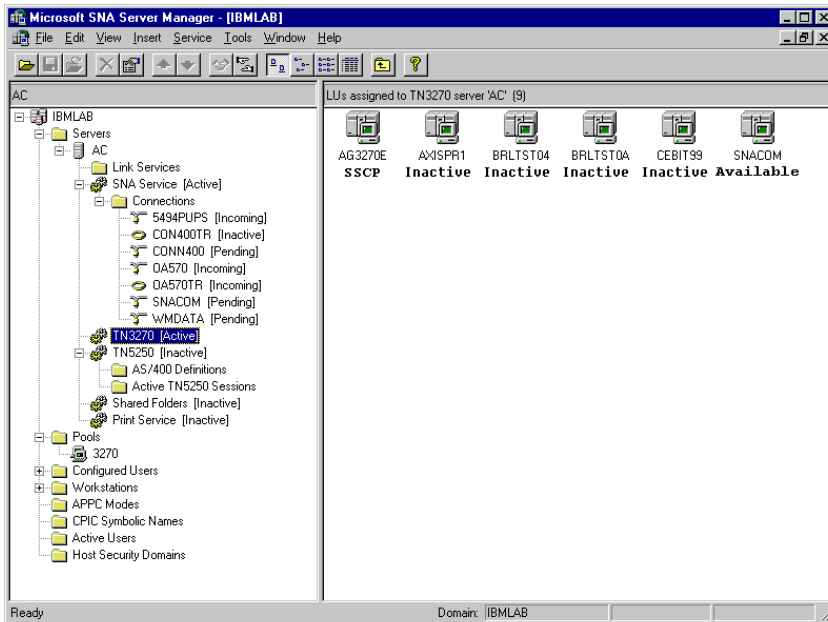 Microsoft SNA Server Manager - [IBMLAB]
File Edit View Insert Service Tools Window Help
AC
LUs assigned to TN3270 server 'AC' (9)
IBMLAB
Servers
AC
Link Services
SNA Service [Active]
Connections
5494PUPS [Incoming]
CON400TR [Inactive]
CONN400 [Pending]
OA570 [Incoming]
OA570TR [Incoming]
SNACOM [Pending]
WMDATA [Pending]
TN3270 [Active]
TN5250 [Inactive]
AS/400 Definitions
Active TN5250 Sessions
Shared Folders [Inactive]
Print Service [Inactive]
Pools
3270
Configured Users
Workstations
APPC Modes
CPIC Symbolic Names
Active Users
Host Security Domains
AG3270E AXISPR1 BRLTST04 BRLTST0A CEBIT99 SNACOM
SSCP Inactive Inactive Inactive Inactive Available
Ready
Domain: IBMLAB